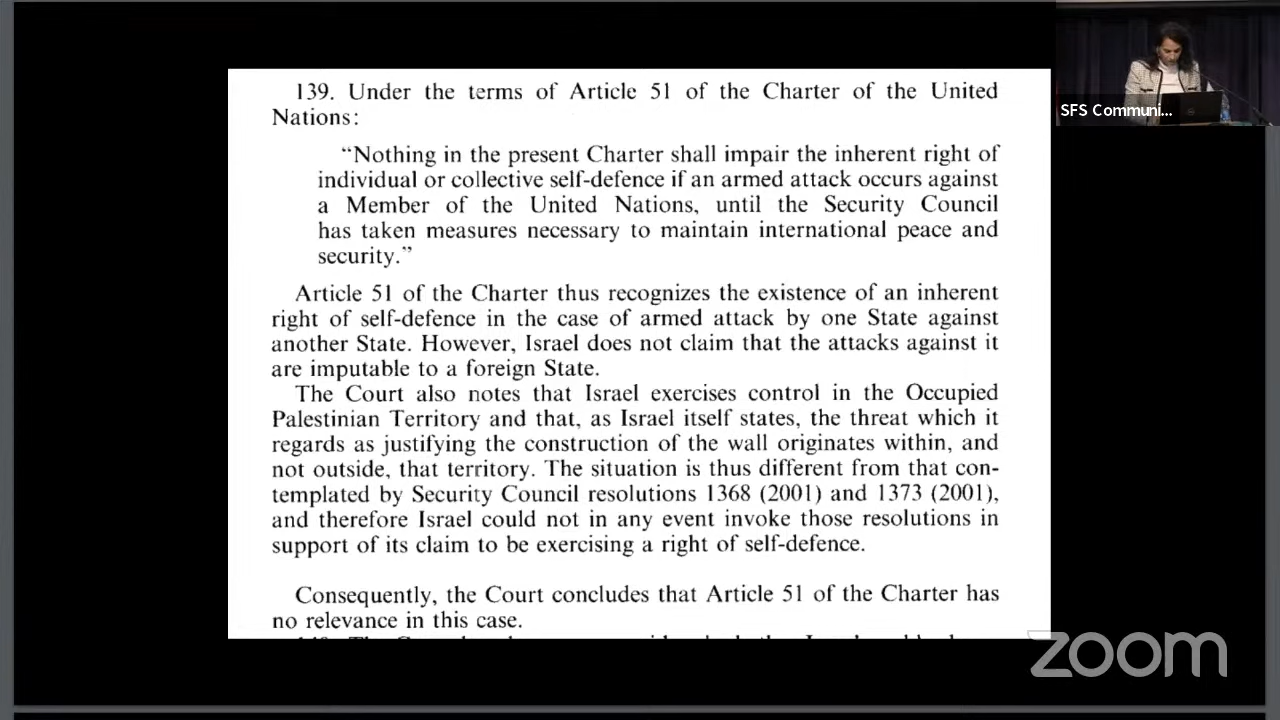 139. Under the terms of Article 51 of the Charter of the United
Nations:
“Nothing in the present Charter shall impair the inherent right of
individual or collective self-defence if an armed attack occurs against
a Member of the United Nations, until the Security Council
has taken measures necessary to maintain international peace and
security.”
Article 51 of the Charter thus recognizes the existence of an inherent
right of self-defence in the case of armed attack by one State against
another State. However, Israel does not claim that the attacks against it
are imputable to a foreign State.
The Court also notes that Israel exercises control in the Occupied
Palestinian Territory and that, as Israel itself states, the threat which it
regards as justifying the construction of the wall originates within, and
not outside, that territory. The situation is thus different from that con-
templated by Security Council resolutions 1368 (2001) and 1373 (2001),
and therefore Israel could not in any event invoke those resolutions in
support of its claim to be exercising a right of self-defence.
Consequently, the Court concludes that Article 51 of the Charter has
no relevance in this case.
SFS Communi...
zoom